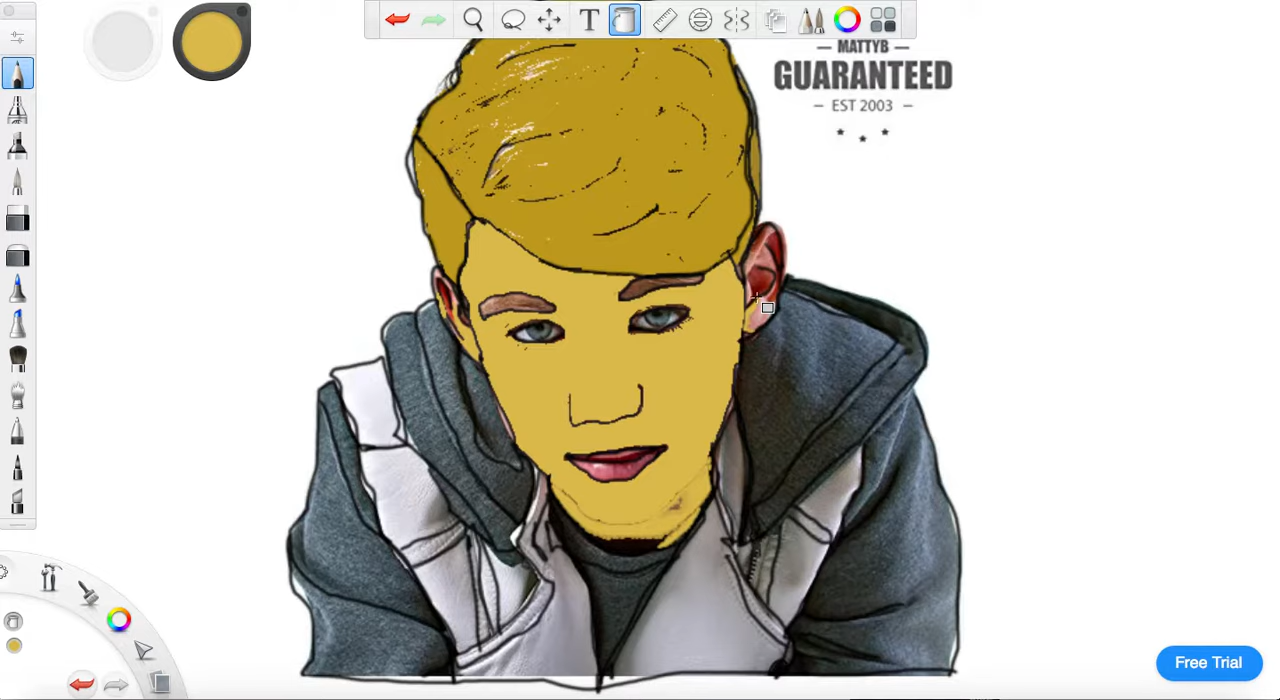 T
— MATTYB —
GUARANTEED
— EST 2003 —
Free Trial